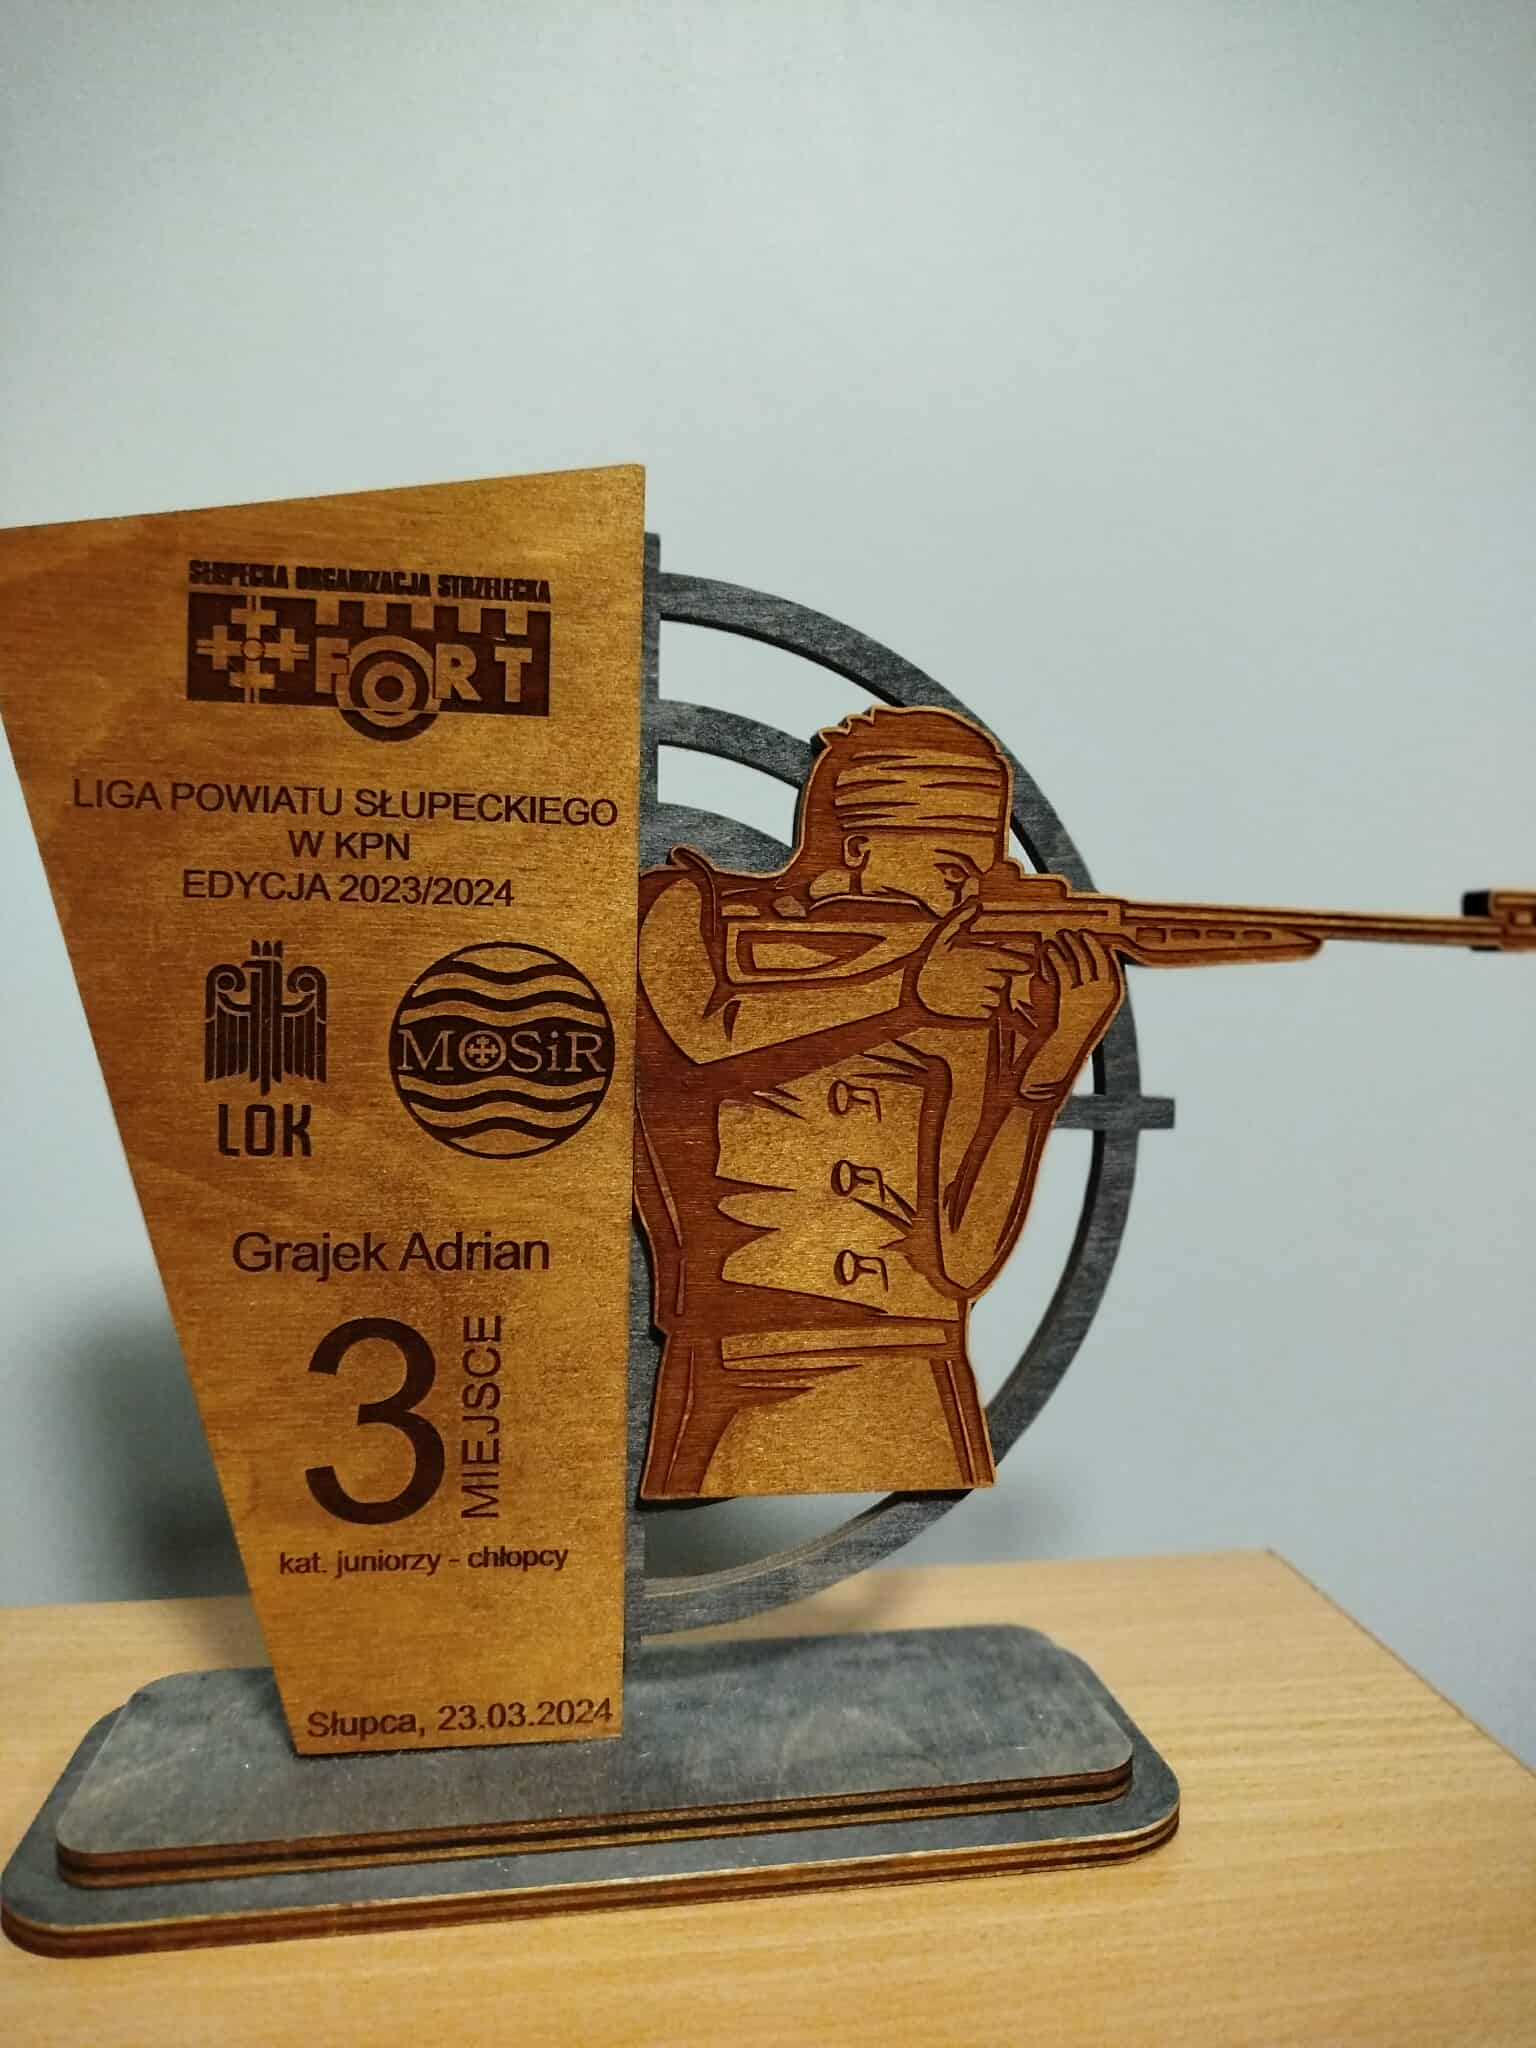 SŁUPECKA ORGANIZACJA STRZELECKA
FORT
LIGA POWIATU SŁUPECKIEGO
W KPN
EDYCJA 2023/2024
LOK
MOSiR
Grajek Adrian
3 MIEJSCE
kat. juniorzy - chłopcy
Słupca, 23.03.2024